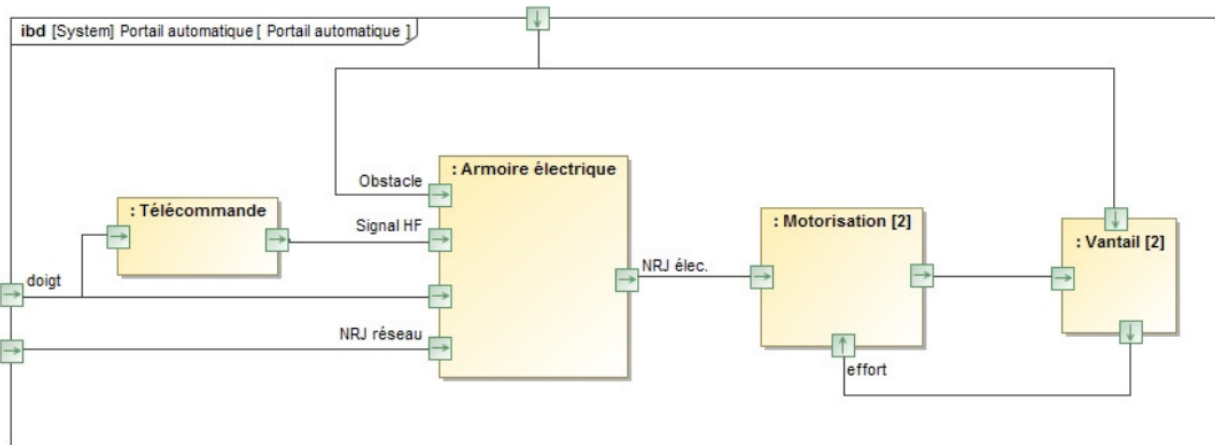 ibd [System] Portail automatique [ Portail automatique ]
Obstacle
: Armoire électrique
: Télécommande
Signal HF
: Motorisation [2]
: Vantail [2]
doigt
NRJ élec.
NRJ réseau
effort